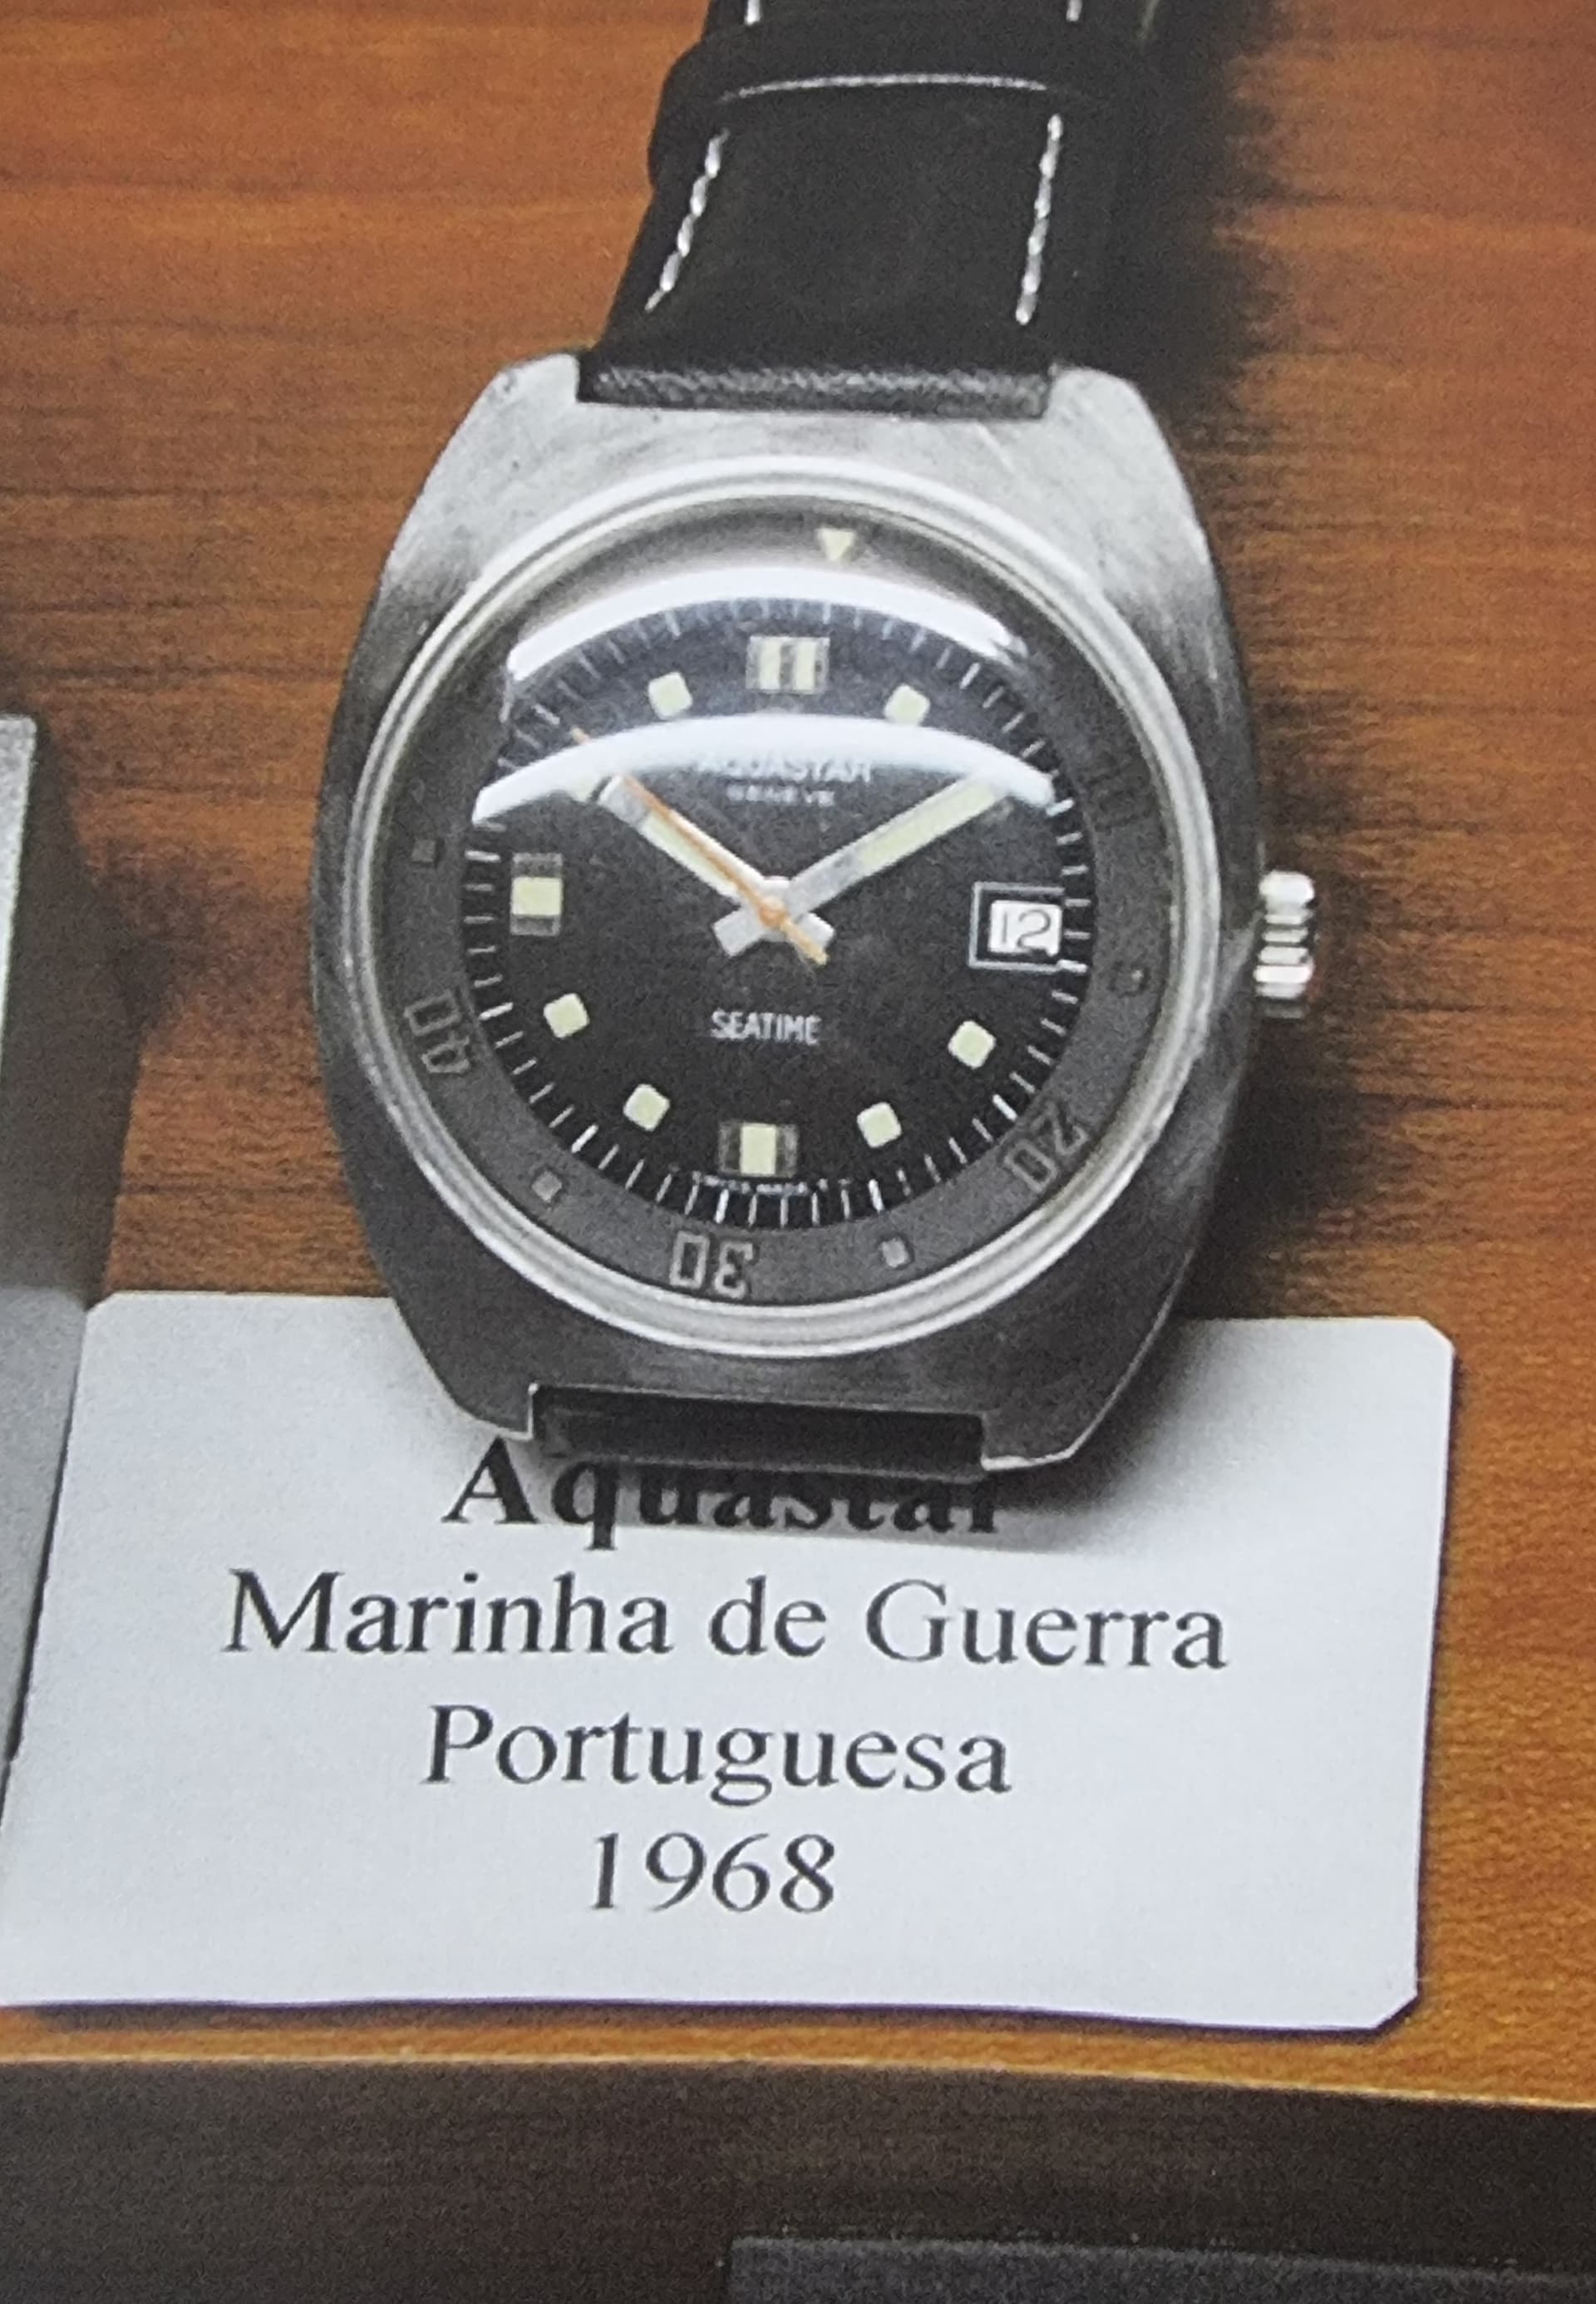 AQUASTAR
GENEVE
12
SEATIME
40
20
30
Aquastar
Marinha de Guerra
Portuguesa
1968